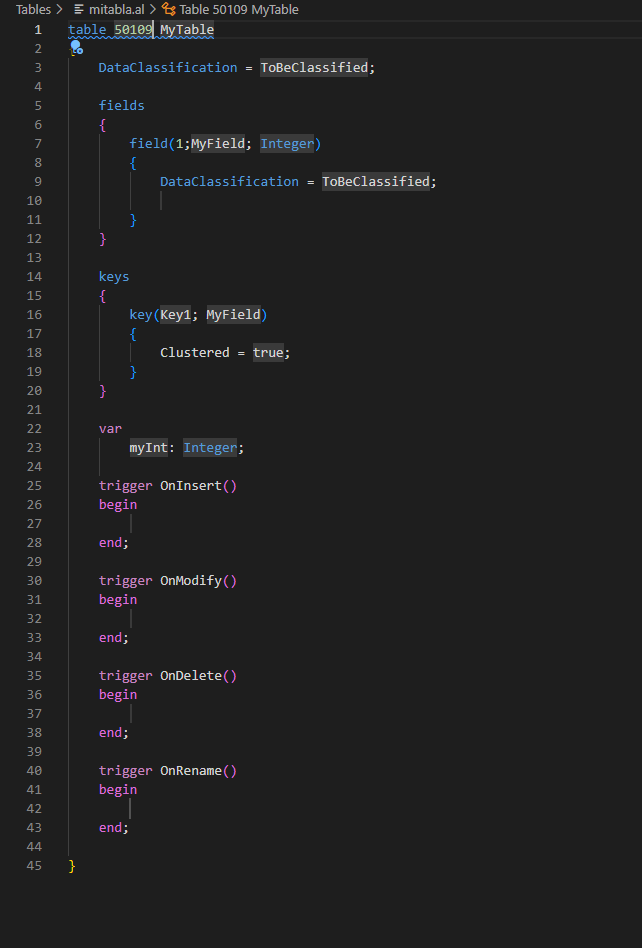 Tables > mitabla.al > Table 50109 MyTable
1 table 50109 MyTable
2
3 DataClassification = ToBeClassified;
4
5 fields
6 {
7 field(1;MyField; Integer)
8 {
9 DataClassification = ToBeClassified;
10
11 }
12 }
13
14 keys
15 {
16 key(Key1; MyField)
17 {
18 Clustered = true;
19 }
20 }
21
22 var
23 myInt: Integer;
24
25 trigger OnInsert()
26 begin
27
28 end;
29
30 trigger OnModify()
31 begin
32
33 end;
34
35 trigger OnDelete()
36 begin
37
38 end;
39
40 trigger OnRename()
41 begin
42
43 end;
44
45 }